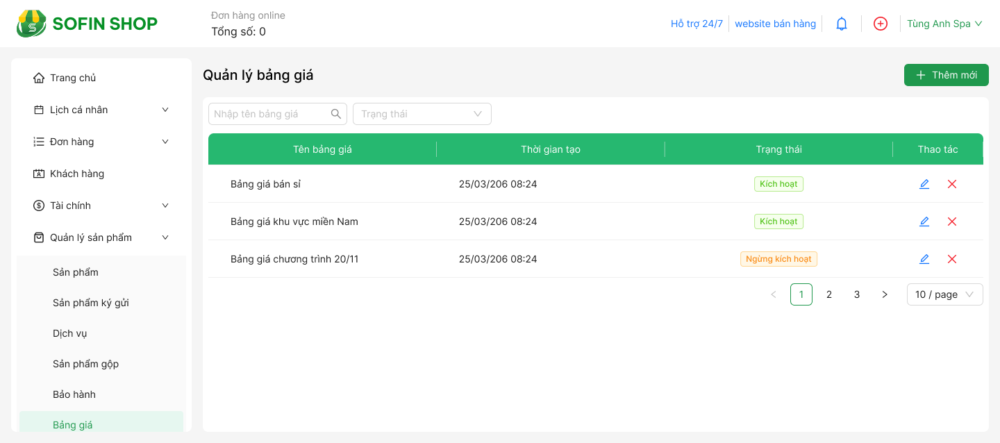 SOFIN SHOP
Đơn hàng online
Tổng số: 0
Hỗ trợ 24/7
website bán hàng
Tùng Anh Spa
Trang chủ
Lịch cá nhân
Đơn hàng
Khách hàng
Tài chính
Quản lý sản phẩm
Sản phẩm
Sản phẩm ký gửi
Dịch vụ
Sản phẩm gộp
Bảo hành
Bảng giá
Quản lý bảng giá
Thêm mới
Nhập tên bảng giá
Trạng thái
Tên bảng giá Thời gian tạo Trạng thái Thao tác
Bảng giá bán sỉ 25/03/206 08:24 Kích hoạt
Bảng giá khu vực miền Nam 25/03/206 08:24 Kích hoạt
Bảng giá chương trình 20/11 25/03/206 08:24 Ngừng kích hoạt
1 2 3 10 / page